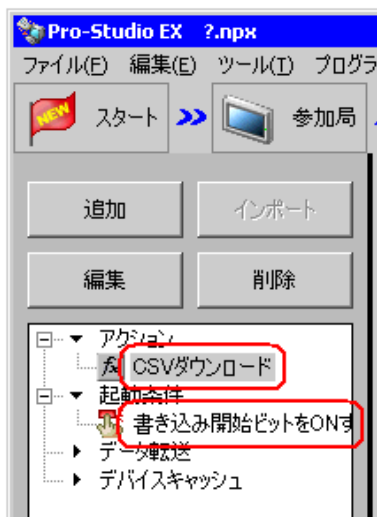 Pro-Studio EX ?.npx
ファイル(F) 編集(E) ツール(T) プログラ
NEW スタート 参加局
追加 インポート
編集 削除
アクション
fx CSVダウンロード
起動条件
書き込み開始ビットをONす
データ転送
デバイスキャッシュ